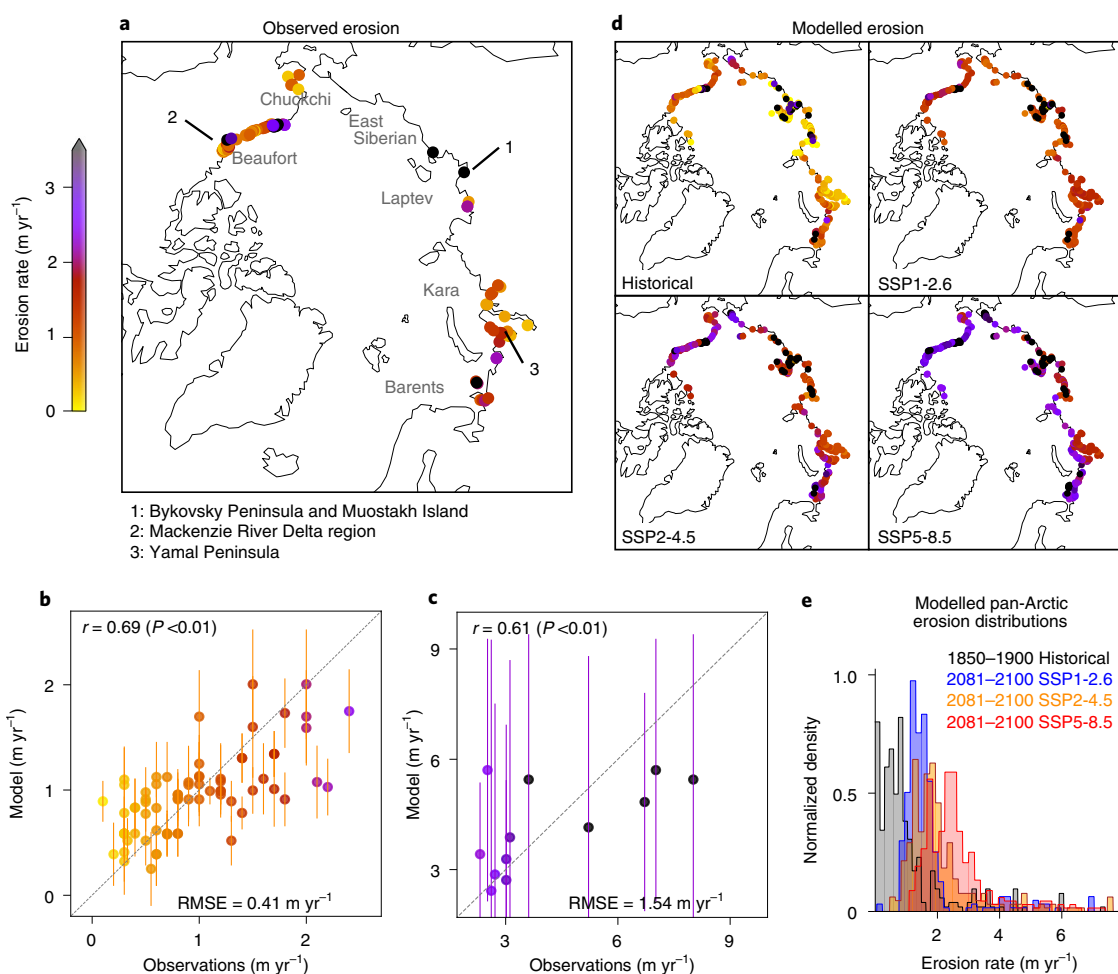 a
Observed erosion
Chuckchi
East
Siberian
2
Beaufort
1
Laptev
Kara
3
Barents
Erosion rate (m yr−1)
3
2
1
0
1: Bykovsky Peninsula and Muostakh Island
2: Mackenzie River Delta region
3: Yamal Peninsula
d
Modelled erosion
Historical
SSP1-2.6
SSP2-4.5
SSP5-8.5
b
r = 0.69 (P <0.01)
Model (m yr−1)
2
1
0
RMSE = 0.41 m yr−1
0 1 2
Observations (m yr−1)
c
r = 0.61 (P <0.01)
Model (m yr−1)
9
6
3
RMSE = 1.54 m yr−1
3 6 9
Observations (m yr−1)
e
Modelled pan-Arctic
erosion distributions
1850–1900 Historical
2081–2100 SSP1-2.6
2081–2100 SSP2-4.5
2081–2100 SSP5-8.5
Normalized density
1.0
0.5
0
2 4 6
Erosion rate (m yr−1)